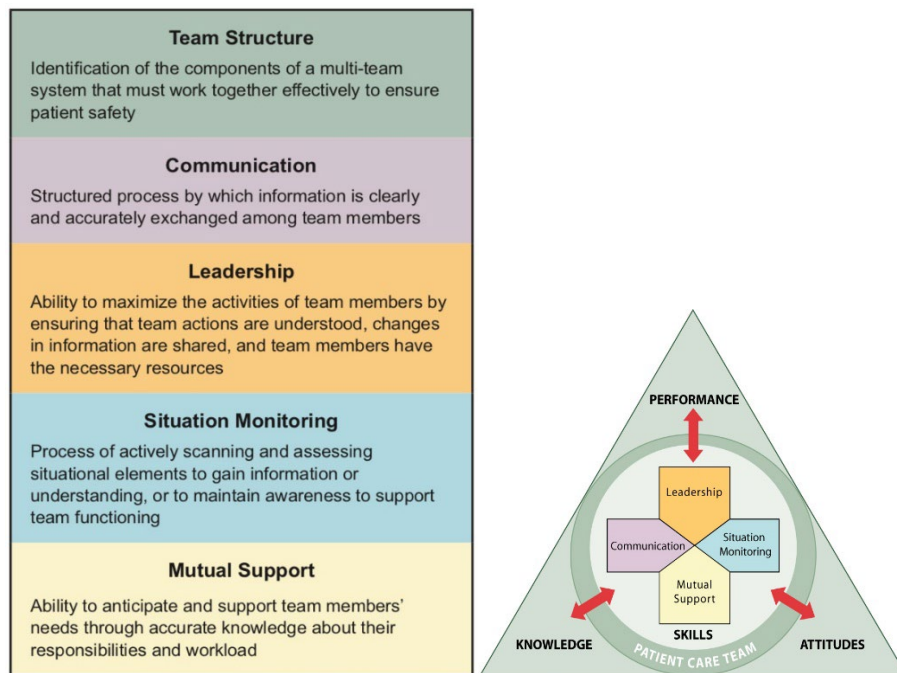 Team Structure
Identification of the components of a multi-team
system that must work together effectively to ensure
patient safety
Communication
Structured process by which information is clearly
and accurately exchanged among team members
Leadership
Ability to maximize the activities of team members by
ensuring that team actions are understood, changes
in information are shared, and team members have
the necessary resources
Situation Monitoring
Process of actively scanning and assessing
situational elements to gain information or
understanding, or to maintain awareness to support
team functioning
Mutual Support
Ability to anticipate and support team members’
needs through accurate knowledge about their
responsibilities and workload
PERFORMANCE
Leadership
Communication
Situation
Monitoring
Mutual
Support
SKILLS
KNOWLEDGE
ATTITUDES
PATIENT CARE TEAM